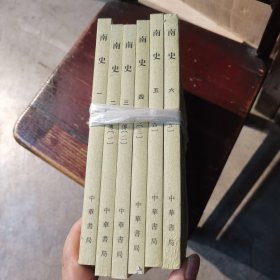 南史 一 中華書局
南史 二 中華書局
南史 三 中華書局
南史 四 中華書局
南史 五 中華書局
南史 六 中華書局